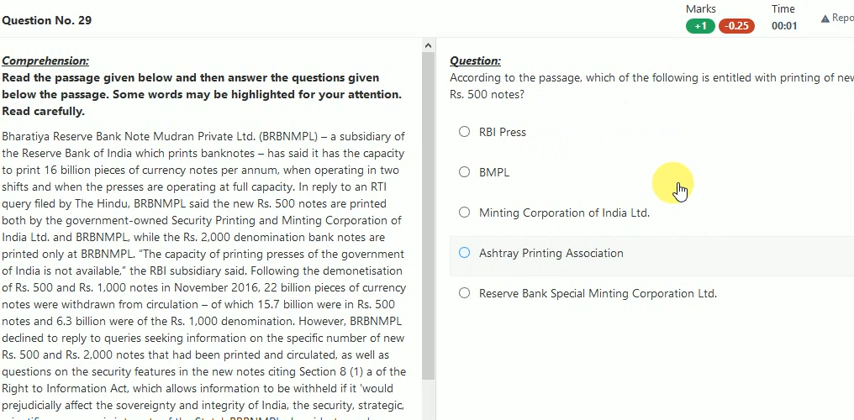 Question No. 29
Marks
+1 -0.25
Time
00:01
Comprehension:
Read the passage given below and then answer the questions given
below the passage. Some words may be highlighted for your attention.
Read carefully.
Bharatiya Reserve Bank Note Mudran Private Ltd. (BRBNMPL) – a subsidiary of
the Reserve Bank of India which prints banknotes – has said it has the capacity
to print 16 billion pieces of currency notes per annum, when operating in two
shifts and when the presses are operating at full capacity. In reply to an RTI
query filed by The Hindu, BRBNMPL said the new Rs. 500 notes are printed
both by the government-owned Security Printing and Minting Corporation of
India Ltd. and BRBNMPL, while the Rs. 2,000 denomination bank notes are
printed only at BRBNMPL. "The capacity of printing presses of the government
of India is not available," the RBI subsidiary said. Following the demonetisation
of Rs. 500 and Rs. 1,000 notes in November 2016, 22 billion pieces of currency
notes were withdrawn from circulation – of which 15.7 billion were in Rs. 500
notes and 6.3 billion were of the Rs. 1,000 denomination. However, BRBNMPL
declined to reply to queries seeking information on the specific number of new
Rs. 500 and Rs. 2,000 notes that had been printed and circulated, as well as
questions on the security features in the new notes citing Section 8 (1) a of the
Right to Information Act, which allows information to be withheld if it 'would
prejudicially affect the sovereignty and integrity of India, the security, strategic,
Question:
According to the passage, which of the following is entitled with printing of new
Rs. 500 notes?
RBI Press
BMPL
Minting Corporation of India Ltd.
Ashtray Printing Association
Reserve Bank Special Minting Corporation Ltd.